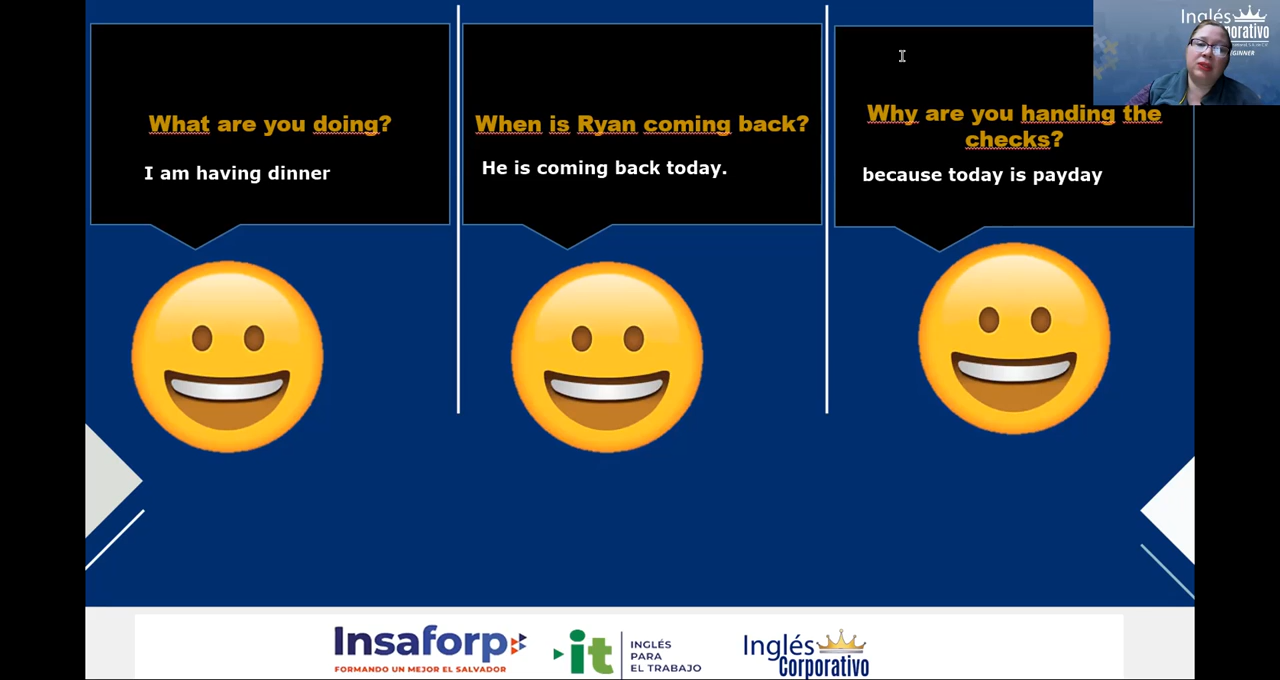 What are you doing?
I am having dinner
When is Ryan coming back?
He is coming back today.
Why are you handing the
checks?
because today is payday
Inglés
Insaforp
FORMANDO UN MEJOR EL SALVADOR
it
INGLÉS
PARA
EL TRABAJO
Inglés
Corporativo